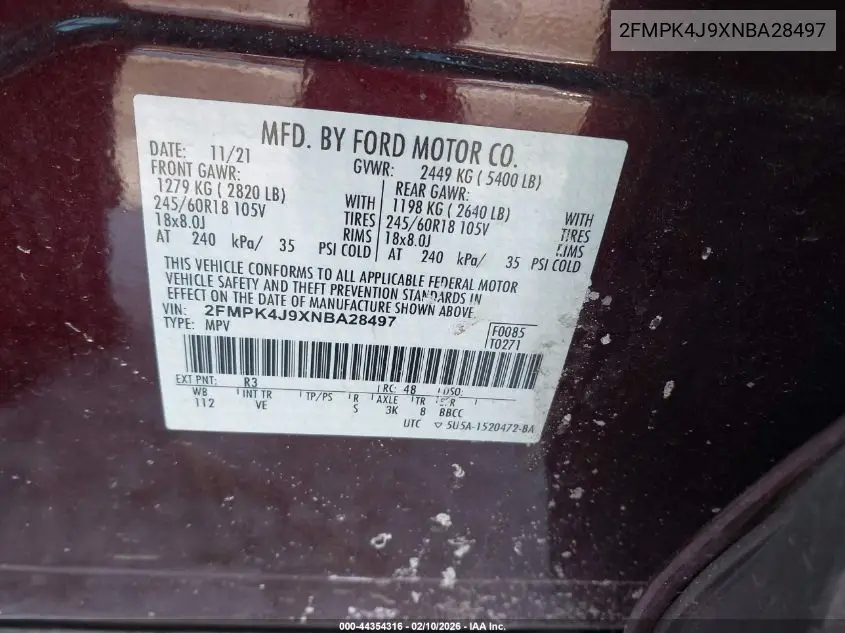 2FMPK4J9XNBA28497
MFD. BY FORD MOTOR CO.
DATE: 11/21 GVWR: 2449 KG ( 5400 LB)
FRONT GAWR: REAR GAWR:
1279 KG ( 2820 LB) WITH 1198 KG ( 2640 LB) WITH
245/60R18 105V TIRES 245/60R18 105V TIRES
18x8.0J RIMS 18x8.0J RIMS
AT 240 kPa/ 35 PSI COLD AT 240 kPa/ 35 PSI COLD
THIS VEHICLE CONFORMS TO ALL APPLICABLE FEDERAL MOTOR
VEHICLE SAFETY AND THEFT PREVENTION STANDARDS IN
EFFECT ON THE DATE OF MANUFACTURE SHOWN ABOVE.
VIN: 2FMPK4J9XNBA28497
TYPE: MPV
F0085
T0271
EXT PNT: R3 RC: 48 DSO:
WB INT TR TP/PS R AXLE TR
112 VE S 3K 8 BBCC
UTC ▽ 5U5A-1520472-BA
000-44354316 - 02/10/2026 - IAA Inc.